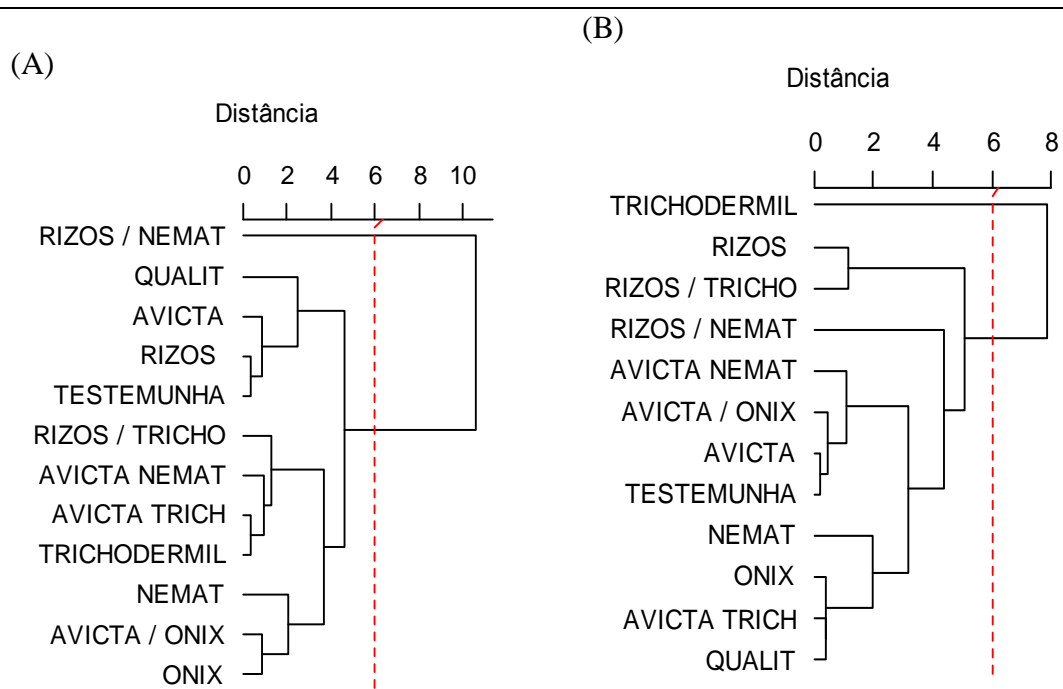 (A)
Distância
0 2 4 6 8 10
RIZOS / NEMAT
QUALIT
AVICTA
RIZOS
TESTEMUNHA
RIZOS / TRICHO
AVICTA NEMAT
AVICTA TRICH
TRICHODERMIL
NEMAT
AVICTA / ONIX
ONIX
(B)
Distância
0 2 4 6 8
TRICHODERMIL
RIZOS
RIZOS / TRICHO
RIZOS / NEMAT
AVICTA NEMAT
AVICTA / ONIX
AVICTA
TESTEMUNHA
NEMAT
ONIX
AVICTA TRICH
QUALIT